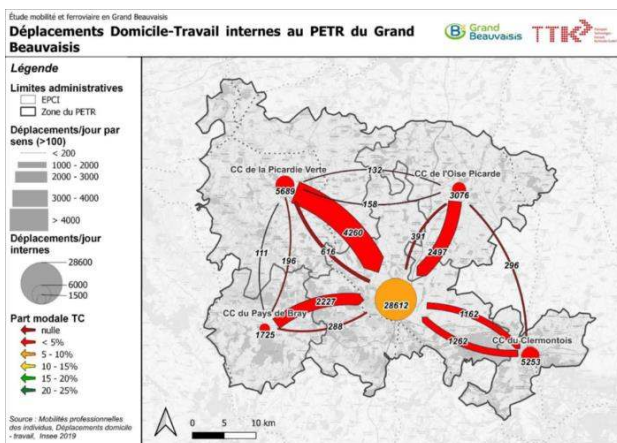 Étude mobilité et ferroviaire en Grand Beauvaisis
Déplacements Domicile-Travail internes au PETR du Grand
Beauvaisis
Grand
Beauvaisis
TTK
Légende
Limites administratives
EPCI
Zone du PETR
Déplacements/jour par
sens (>100)
< 200
1000 - 2000
2000 - 3000
3000 - 4000
> 4000
Déplacements/jour
internes
28600
6000
1500
Part modale TC
nulle
< 5%
5 - 10%
10 - 15%
15 - 20%
20 - 25%
Source : Mobilités professionnelles
des individus, Déplacements domicile
- travail, Insee 2019
CC de la Picardie Verte
5689
132
158
CC de l'Oise Picarde
3076
4260
616
391
2497
111
196
296
28612
2227
CC du Pays de Bray
1725
288
1162
1262
CC du Clermontois
5253
0
5
10 km